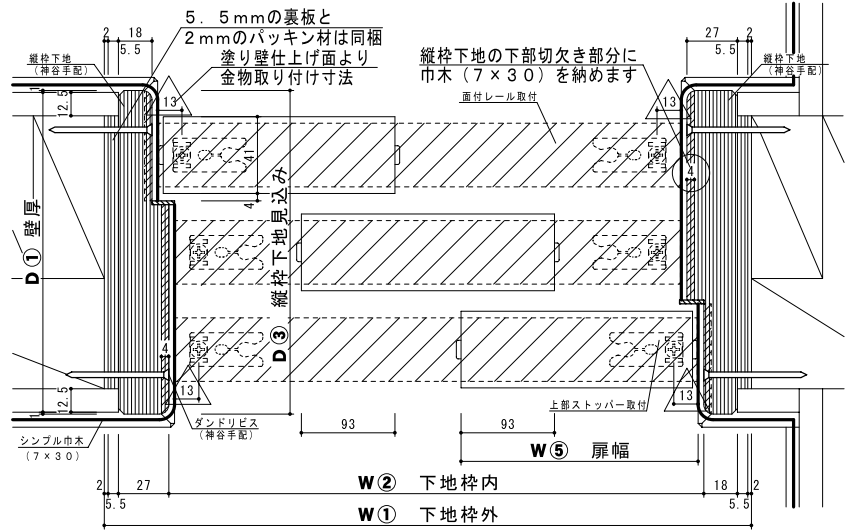 5．5mmの裏板と
2mmのパッキン材は同梱
塗り壁仕上げ面より
金物取り付け寸法
縦枠下地の下部切欠き部分に
巾木（7×30）を納めます
2 18
5.5
縦枠下地
（神谷手配）
27 2
5.5
縦枠下地
（神谷手配）
面付レール取付
1
12.5
13
13
41
4
4
D① 壁厚
D③ 縦枠下地見込み
4
13
13
12.5
1
ダンドリビス
（神谷手配）
シンプル巾木
（7×30）
上部ストッパー取付
93
93
W⑤ 扉幅
2 27
5.5
W② 下地枠内
18 2
5.5
W① 下地枠外